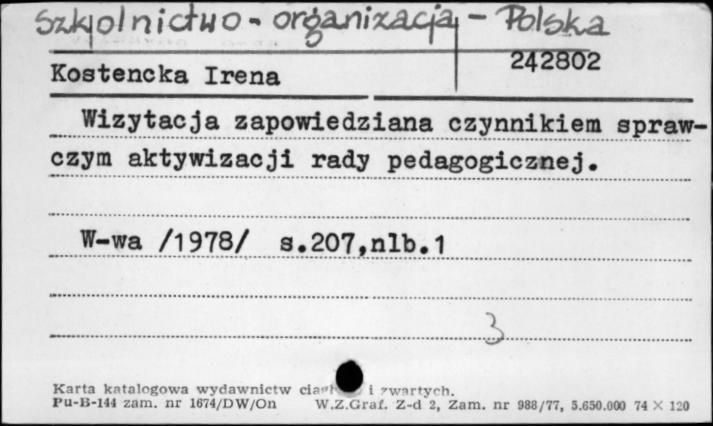 Szkolnictwo - organizacja - Polska
242802
Kostencka Irena
Wizytacja zapowiedziana czynnikiem spraw-
czym aktywizacji rady pedagogicznej.
W-wa /1978/ s.207,nlb.1
3
Karta katalogowa wydawnictw i zwartych.
Pu-B-144 zam. nr 1674/DW/On W.Z.Graf. Z-d 2, Zam. nr 988/77, 5.650.000 74 × 120